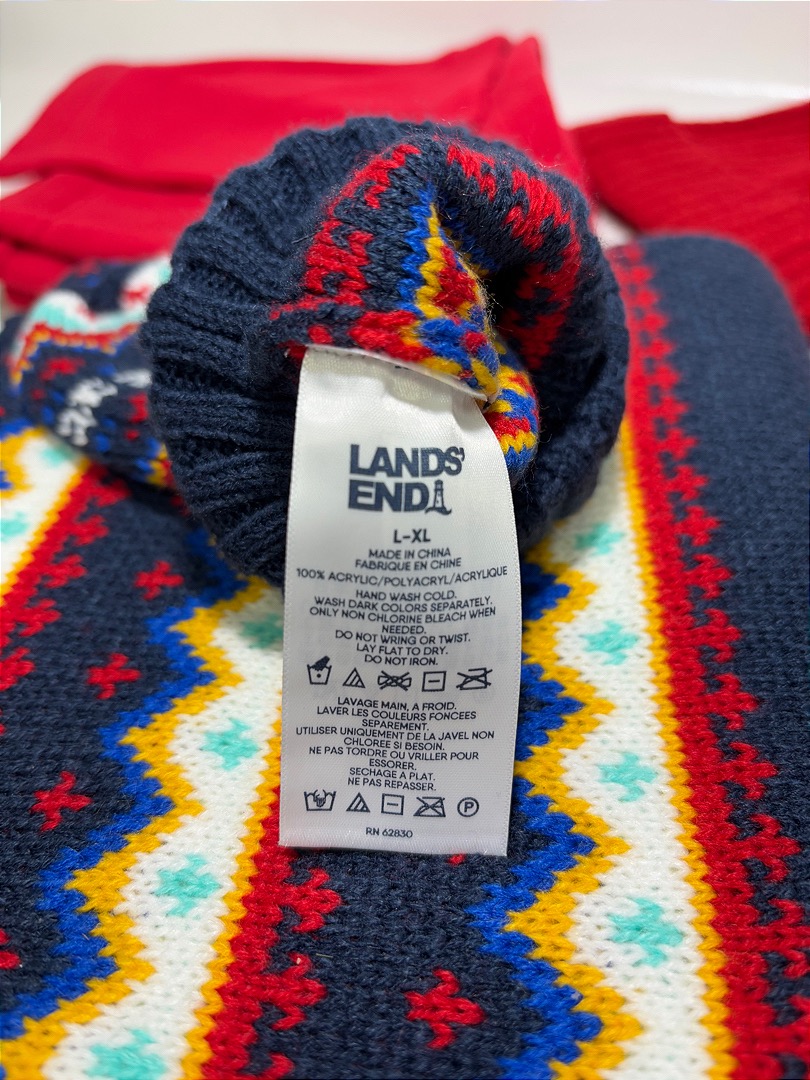 LANDS'
END
L-XL
MADE IN CHINA
FABRIQUE EN CHINE
100% ACRYLIC/POLYACRYL/ACRYLIQUE
HAND WASH COLD.
WASH DARK COLORS SEPARATELY.
ONLY NON CHLORINE BLEACH WHEN
NEEDED.
DO NOT WRING OR TWIST.
LAY FLAT TO DRY.
DO NOT IRON.
LAVAGE MAIN, A FROID.
LAVER LES COULEURS FONCEES
SEPAREMENT.
UTILISER UNIQUEMENT DE LA JAVEL NON
CHLOREE SI BESOIN.
NE PAS TORDRE OU VRILLER POUR
ESSORER.
SECHAGE A PLAT.
NE PAS REPASSER.
P
RN 62830